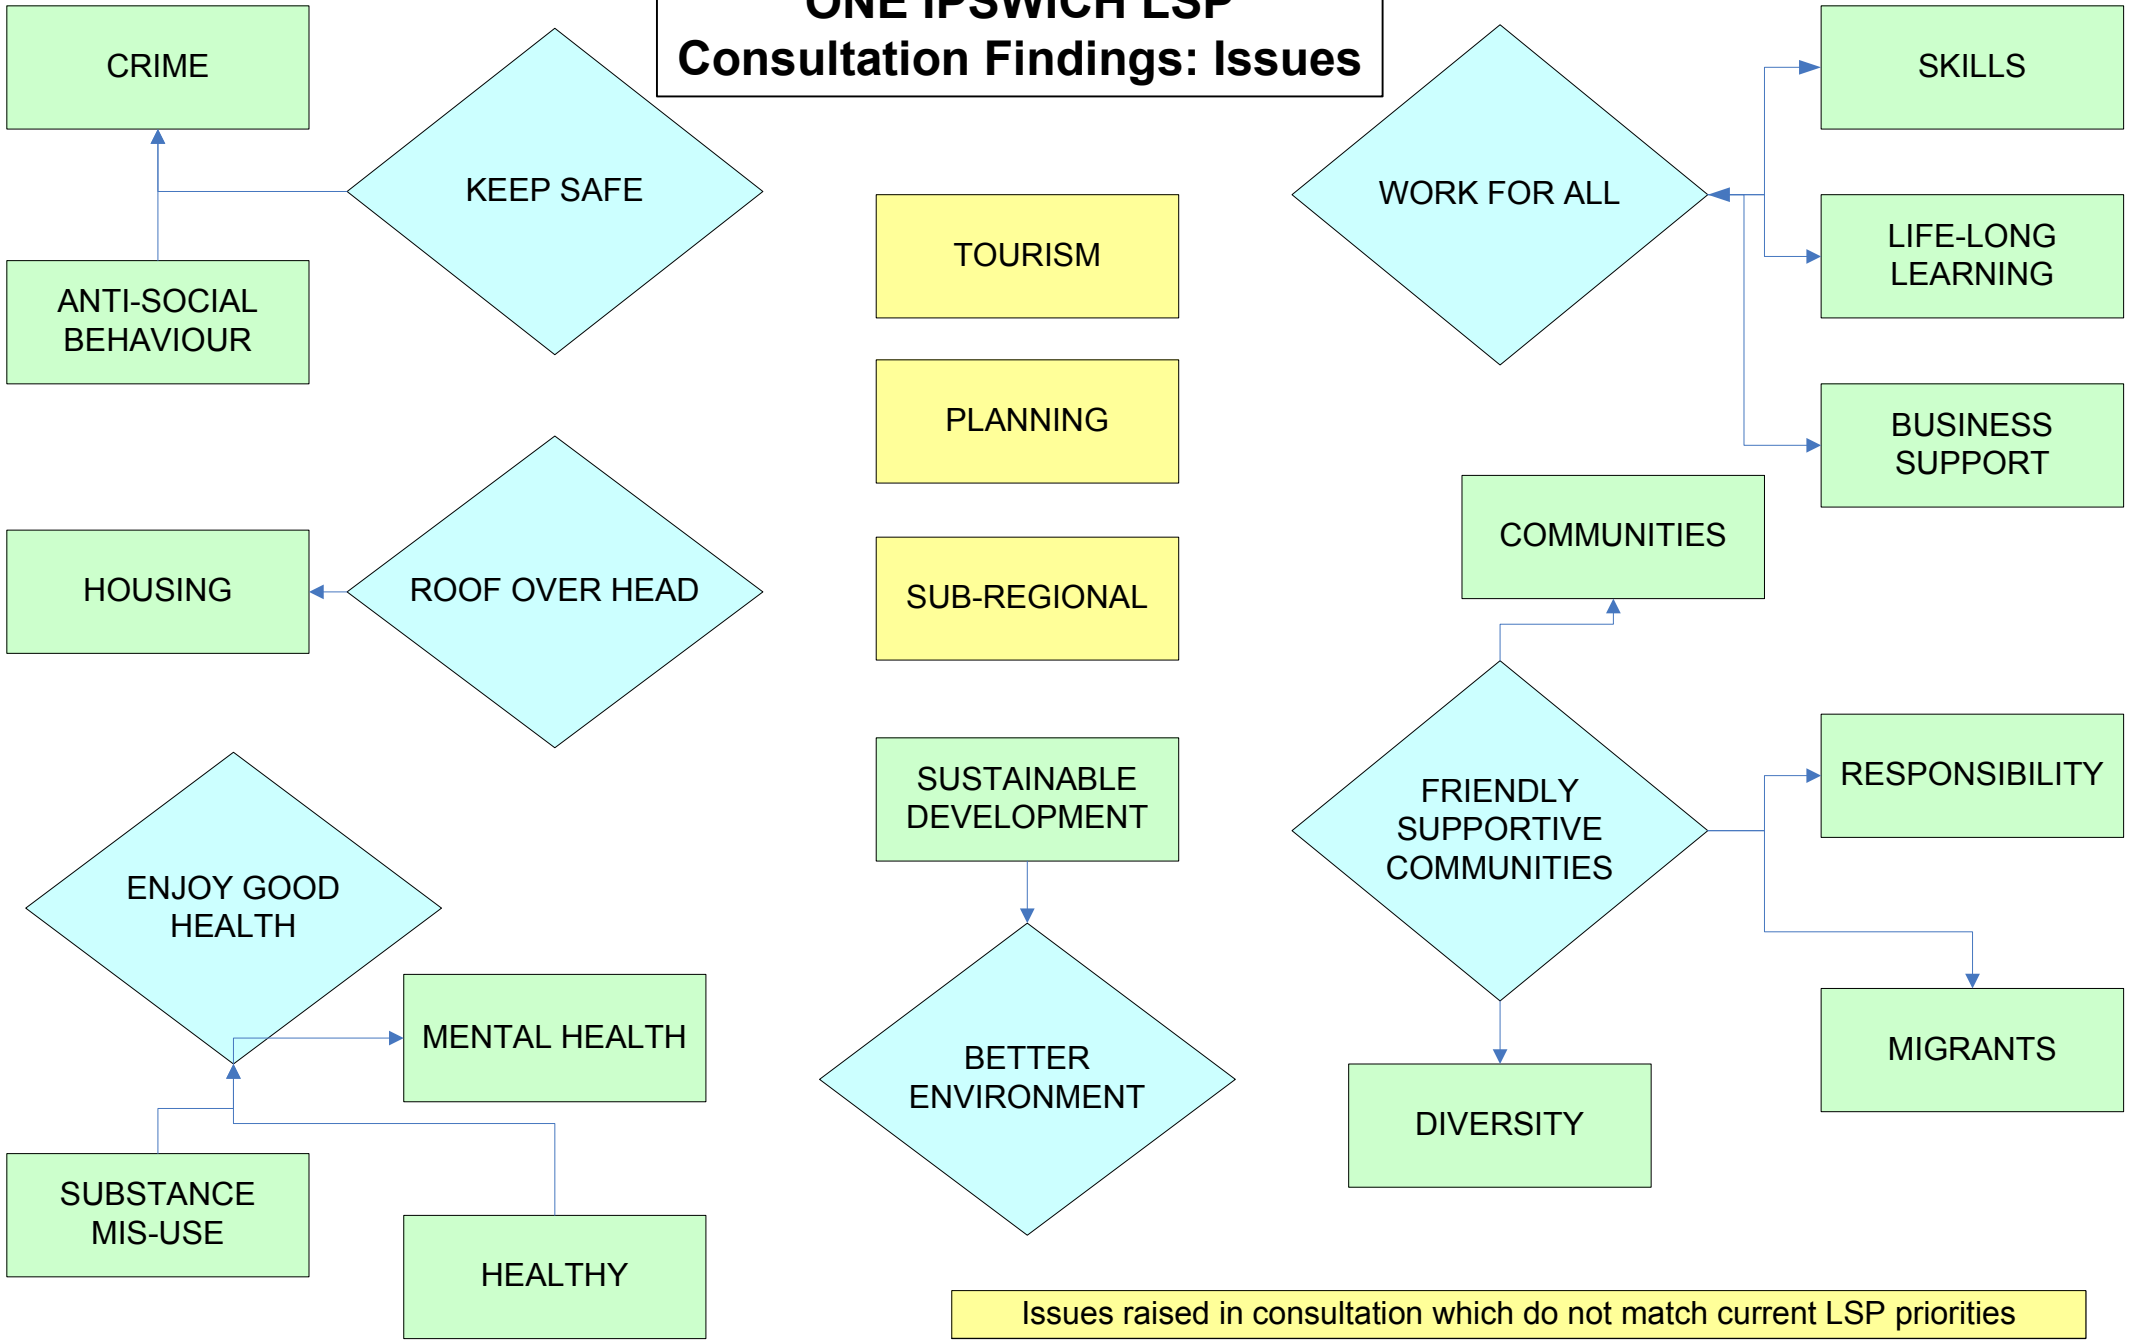 ONE IPSWICH LSP
Consultation Findings: Issues
CRIME
KEEP SAFE
ANTI-SOCIAL
BEHAVIOUR
TOURISM
PLANNING
SUB-REGIONAL
WORK FOR ALL
SKILLS
LIFE-LONG
LEARNING
BUSINESS
SUPPORT
HOUSING
ROOF OVER HEAD
COMMUNITIES
FRIENDLY
SUPPORTIVE
COMMUNITIES
RESPONSIBILITY
MIGRANTS
DIVERSITY
SUSTAINABLE
DEVELOPMENT
BETTER
ENVIRONMENT
ENJOY GOOD
HEALTH
MENTAL HEALTH
SUBSTANCE
MIS-USE
HEALTHY
Issues raised in consultation which do not match current LSP priorities